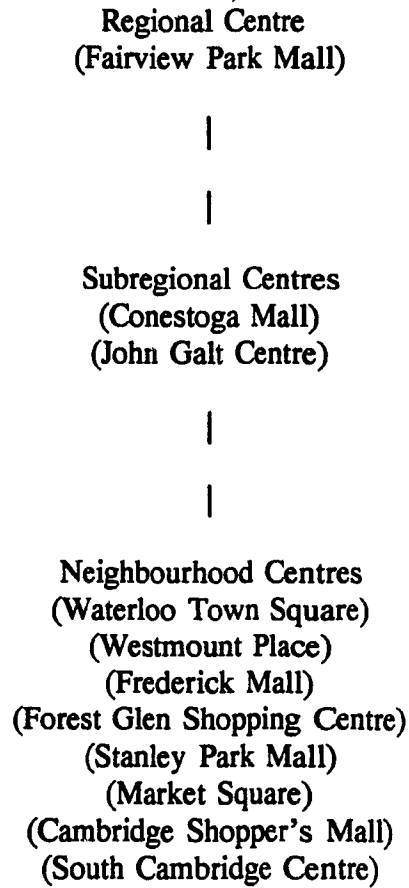 Regional Centre
(Fairview Park Mall)
Subregional Centres
(Conestoga Mall)
(John Galt Centre)
Neighbourhood Centres
(Waterloo Town Square)
(Westmount Place)
(Frederick Mall)
(Forest Glen Shopping Centre)
(Stanley Park Mall)
(Market Square)
(Cambridge Shopper's Mall)
(South Cambridge Centre)